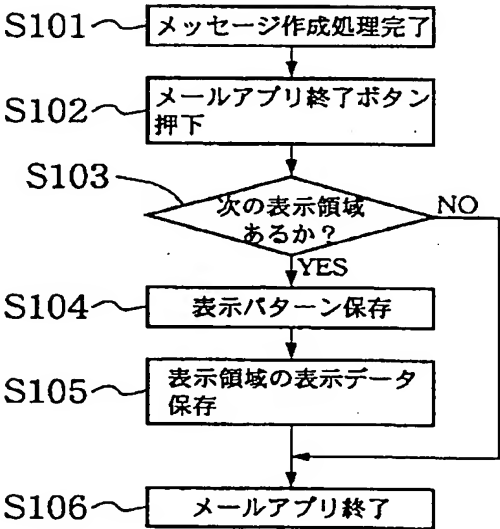 S101 メッセージ作成処理完了
S102 メールアプリ終了ボタン
押下
S103
次の表示領域
あるか？
NO
YES
S104 表示パターン保存
S105 表示領域の表示データ
保存
S106 メールアプリ終了